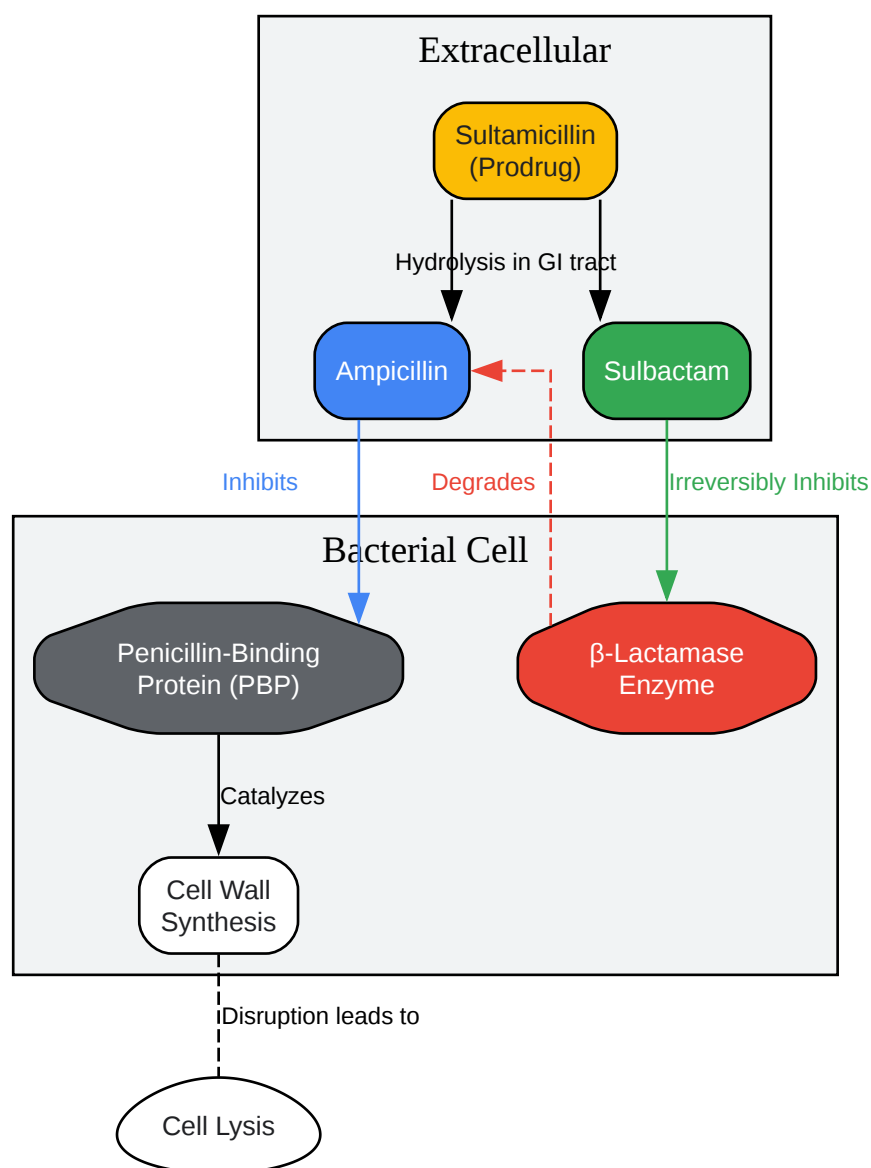 Extracellular
Sultamicillin
(Prodrug)
Hydrolysis in GI tract
Ampicillin
Sulbactam
Inhibits
Degrades
Irreversibly Inhibits
Bacterial Cell
Penicillin-Binding
Protein (PBP)
β-Lactamase
Enzyme
Catalyzes
Cell Wall
Synthesis
Disruption leads to
Cell Lysis